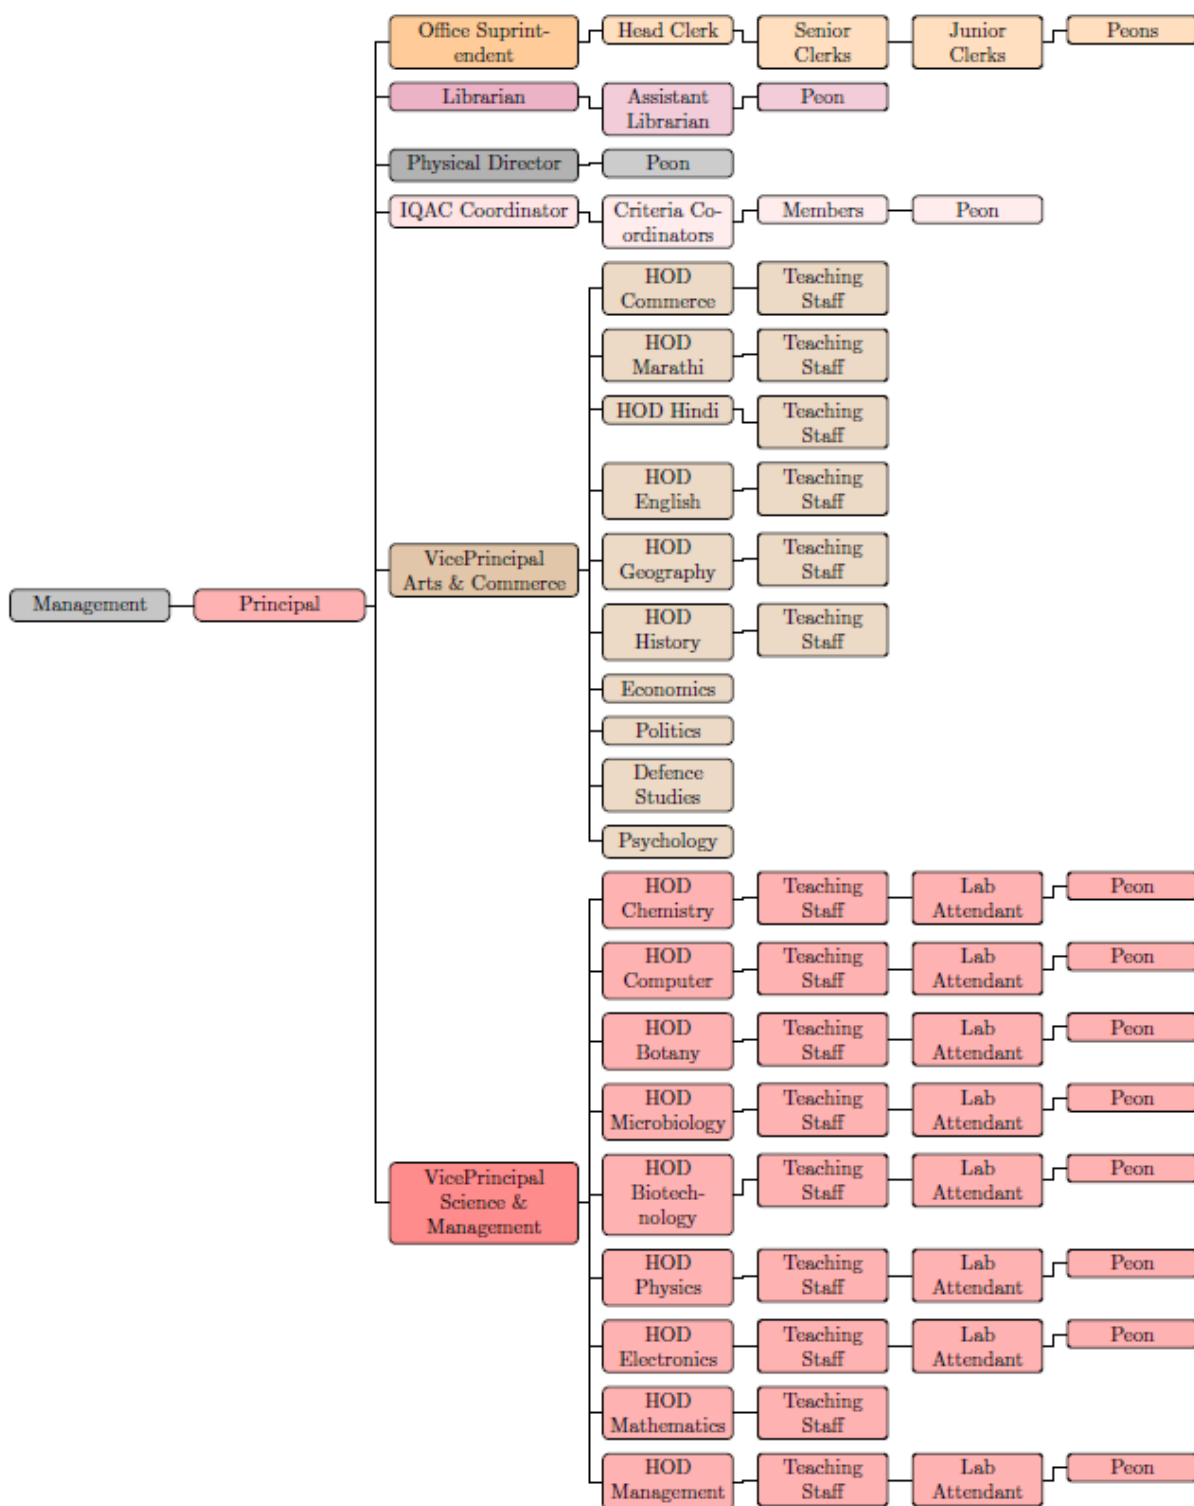 Office Suprint-
endent
Head Clerk
Senior
Clerks
Junior
Clerks
Peons
Librarian
Assistant
Librarian
Peon
Physical Director
Peon
IQAC Coordinator
Criteria Co-
ordinators
Members
Peon
HOD
Commerce
Teaching
Staff
HOD
Marathi
Teaching
Staff
HOD Hindi
Teaching
Staff
HOD
English
Teaching
Staff
VicePrincipal
Arts & Commerce
HOD
Geography
Teaching
Staff
Management
Principal
HOD
History
Teaching
Staff
Economics
Politics
Defence
Studies
Psychology
HOD
Chemistry
Teaching
Staff
Lab
Attendant
Peon
HOD
Computer
Teaching
Staff
Lab
Attendant
Peon
HOD
Botany
Teaching
Staff
Lab
Attendant
Peon
HOD
Microbiology
Teaching
Staff
Lab
Attendant
Peon
VicePrincipal
Science &
Management
HOD
Biotech-
nology
Teaching
Staff
Lab
Attendant
Peon
HOD
Physics
Teaching
Staff
Lab
Attendant
Peon
HOD
Electronics
Teaching
Staff
Lab
Attendant
Peon
HOD
Mathematics
Teaching
Staff
HOD
Management
Teaching
Staff
Lab
Attendant
Peon